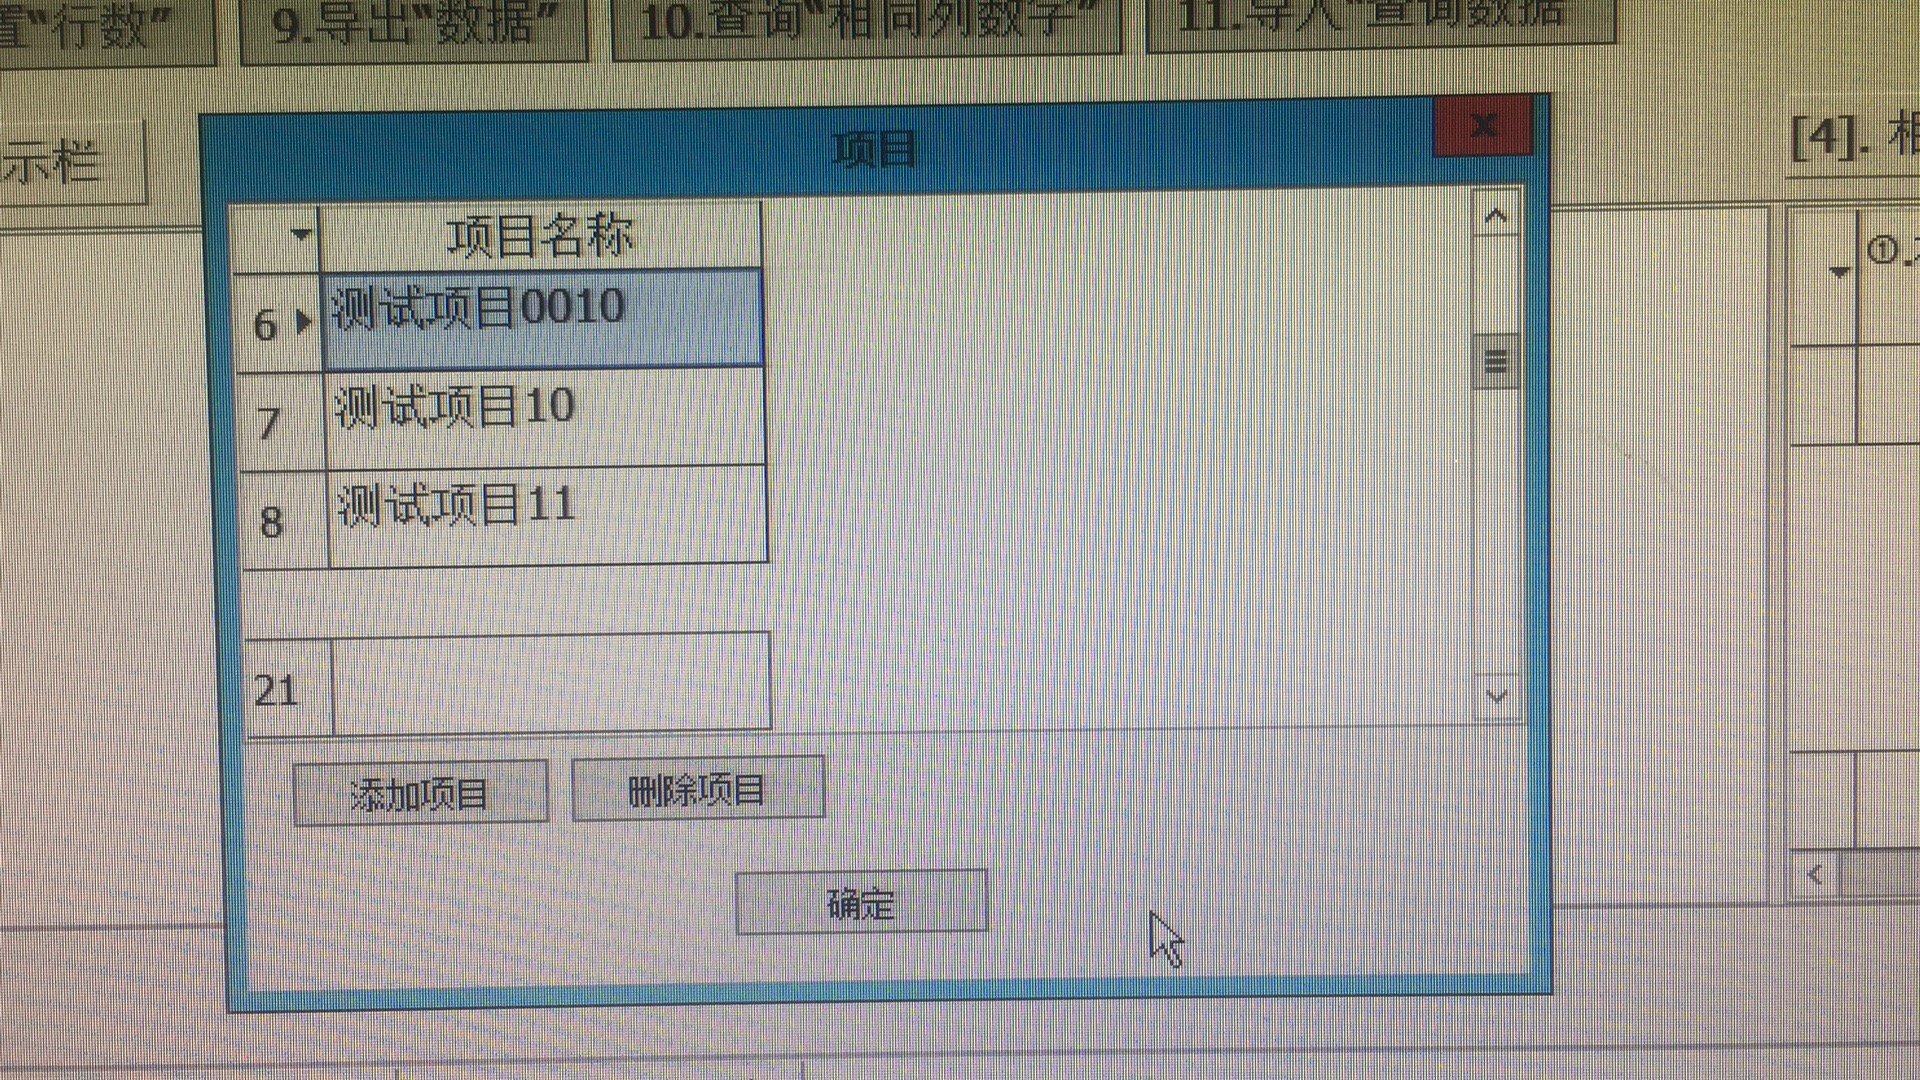 置“行数”
9.导出“数据”
10.查询“相同列数字”
11.导入“查询数据
示栏
[4]. 相
①.
项目
x
项目名称
6 测试项目0010
7 测试项目10
8 测试项目11
21
添加项目
删除项目
确定